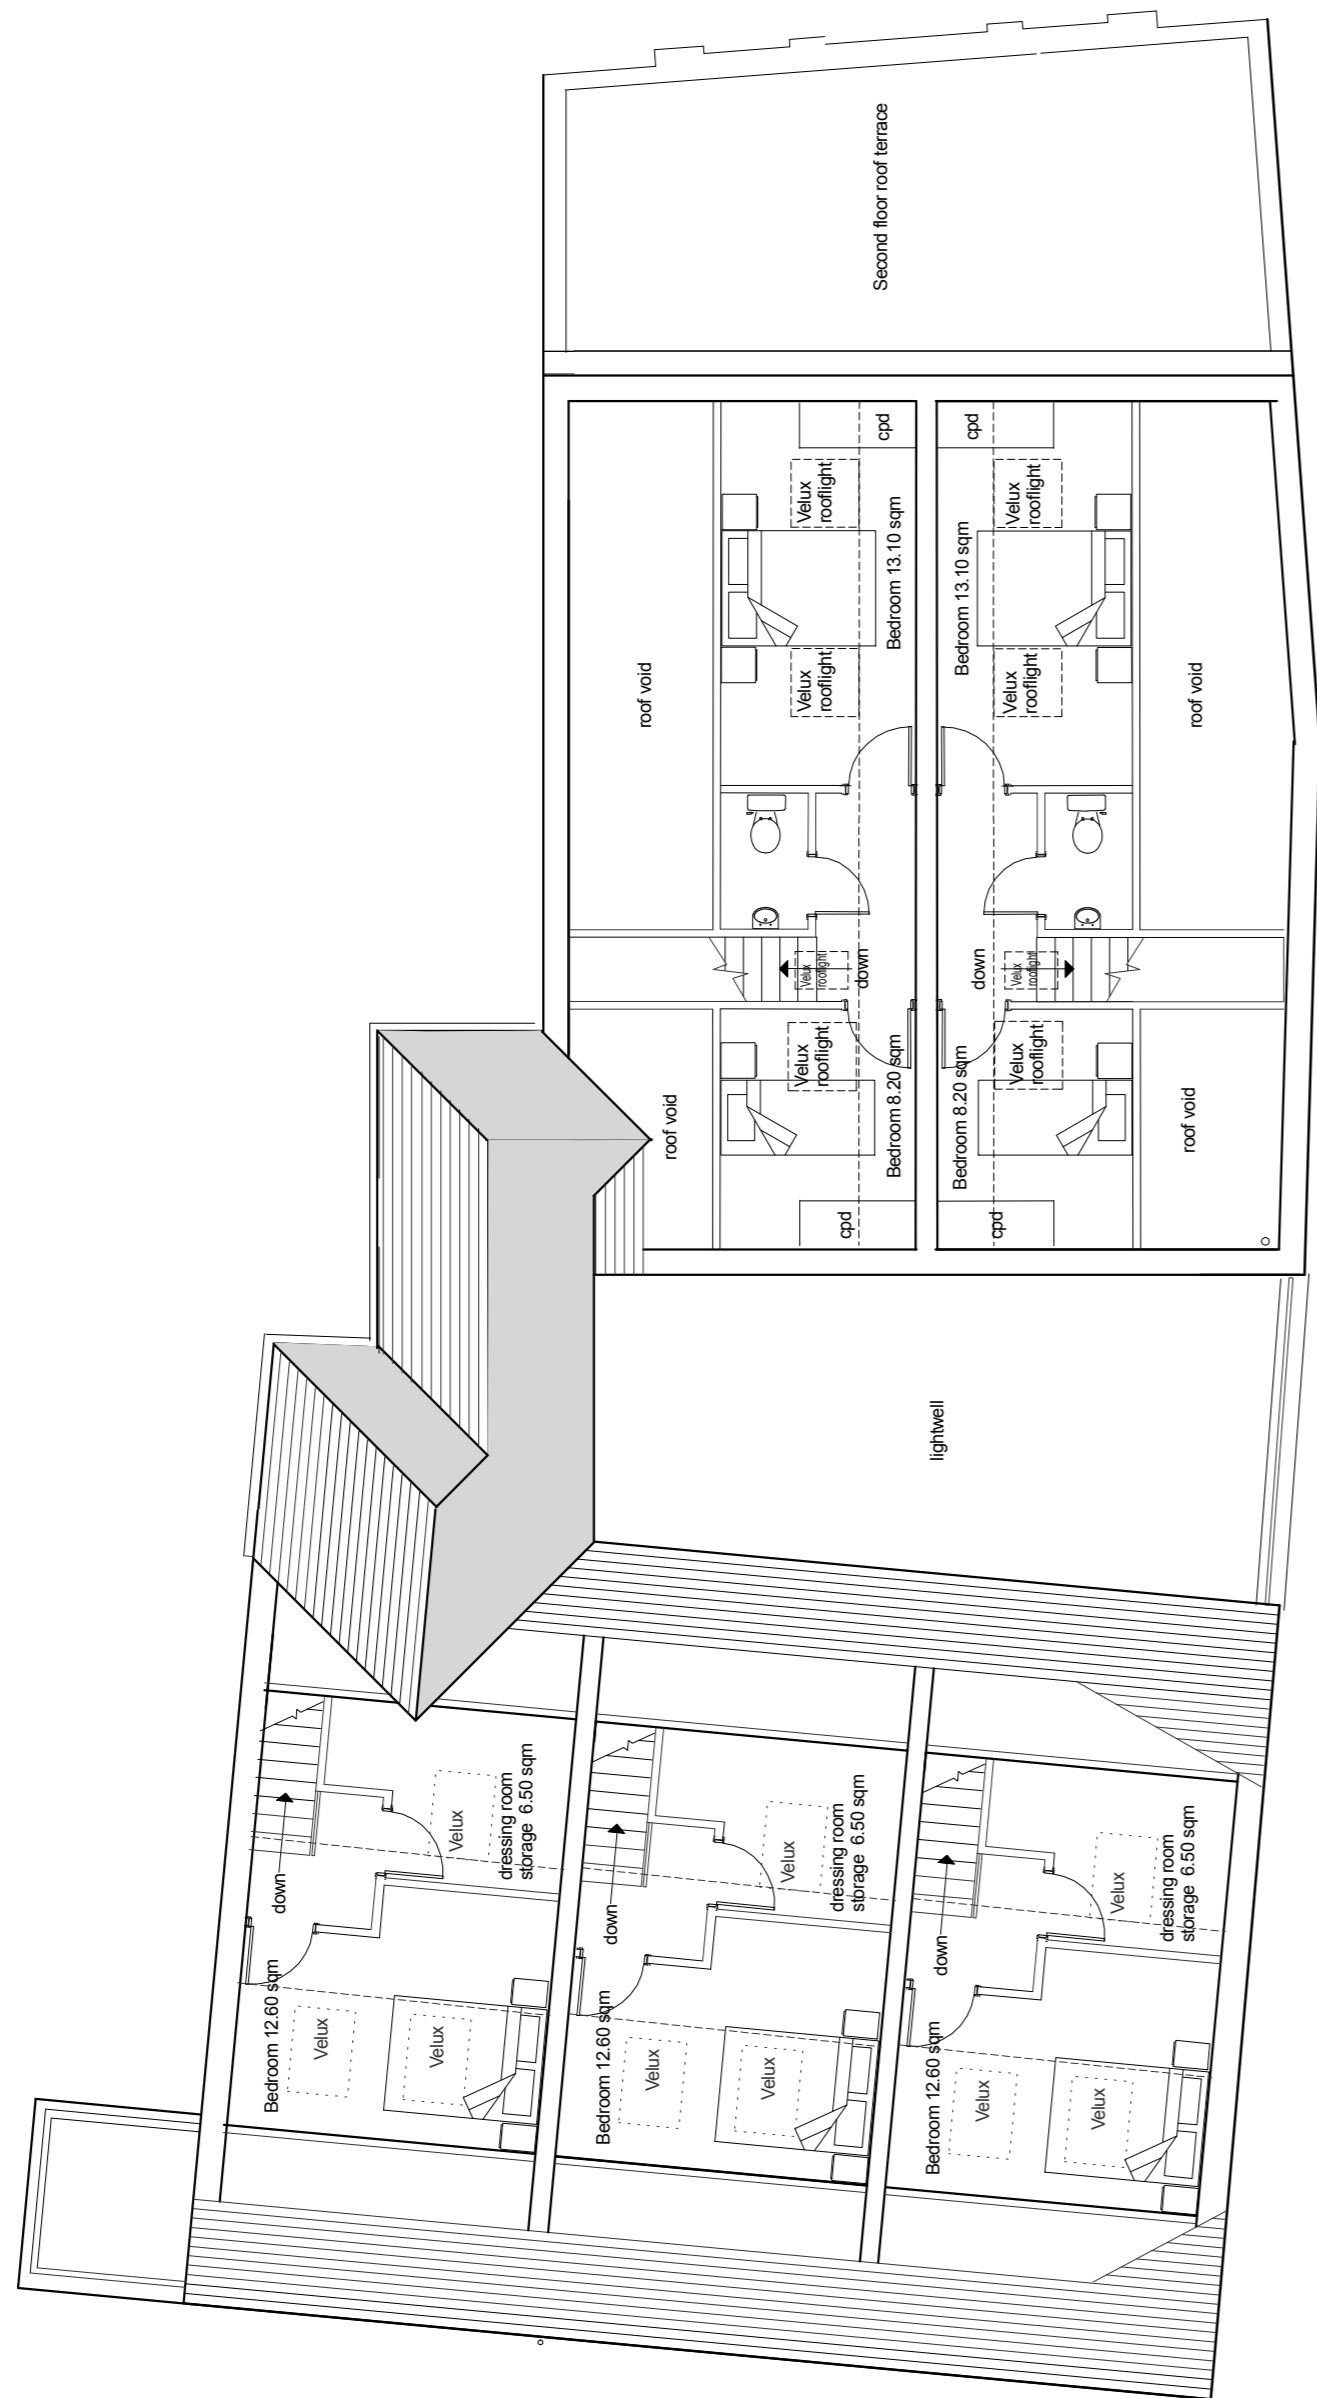 Second floor roof terrace
cpd
cpd
Velux
rooflight
Velux
rooflight
Bedroom 13.10 sqm
Bedroom 13.10 sqm
roof void
Velux
rooflight
Velux
rooflight
roof void
Velux
rooflight
down
down
Velux
rooflight
Velux
rooflight
Bedroom 8.20 sqm
Bedroom 8.20 sqm
Velux
rooflight
roof void
roof void
cpd
cpd
lightwell
down
Velux
dressing room
storage 6.50 sqm
Bedroom 12.60 sqm
Velux
Velux
down
Velux
dressing room
storage 6.50 sqm
Bedroom 12.60 sqm
Velux
Velux
down
Velux
dressing room
storage 6.50 sqm
Bedroom 12.60 sqm
Velux
Velux